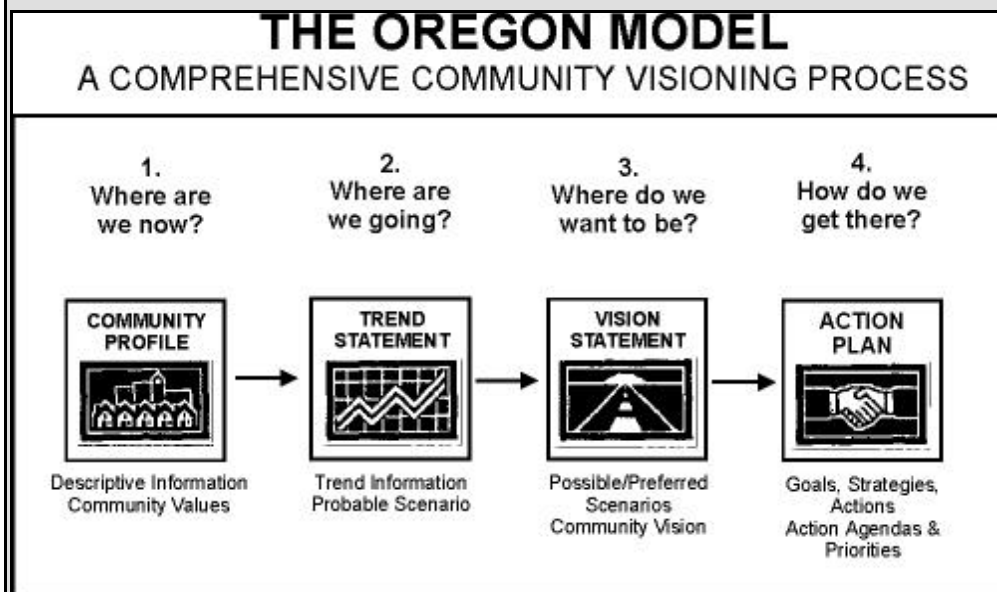 THE OREGON MODEL
A COMPREHENSIVE COMMUNITY VISIONING PROCESS
1.
Where are
we now?
2.
Where are
we going?
3.
Where do we
want to be?
4.
How do we
get there?
COMMUNITY
PROFILE
TREND
STATEMENT
VISION
STATEMENT
ACTION
PLAN
Descriptive Information
Community Values
Trend Information
Probable Scenario
Possible/Preferred
Scenarios
Community Vision
Goals, Strategies,
Actions
Action Agendas &
Priorities